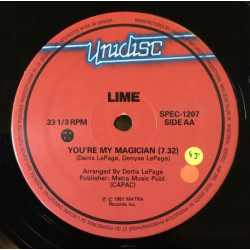 Unidisc
LIME
33 1/3 RPM
SPEC-1207
SIDE AA
YOU'RE MY MAGICIAN (7.32)
(Denis LePage, Denyse LePage)
Arranged By Denis LePage
Publisher: Matra Music Publ.
(CAPAC)
℗ © 1981 MATRA
Records Inc.